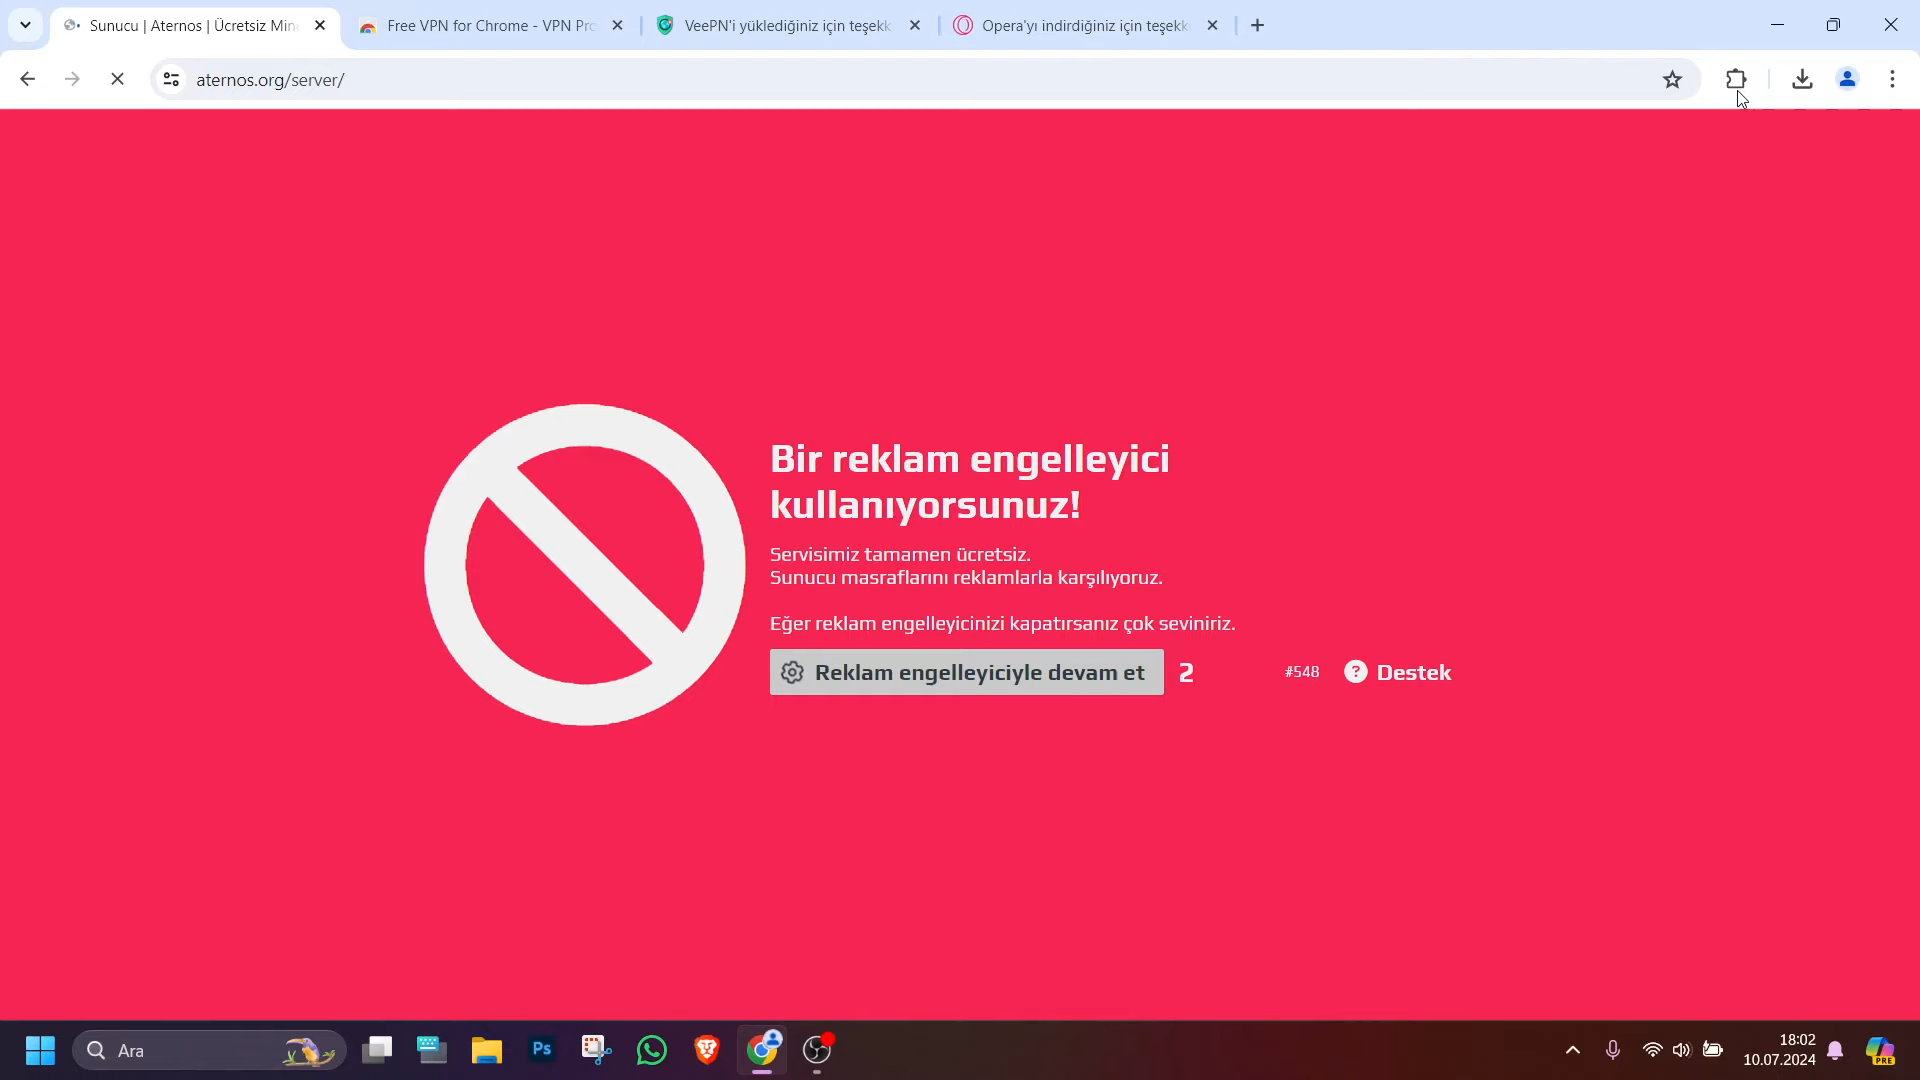 Sunucu | Aternos | Ücretsiz Min
Free VPN for Chrome - VPN Pro
VeePN'i yüklediğiniz için teşekk
Opera'yı indirdiğiniz için teşekk
aternos.org/server/
Bir reklam engelleyici
kullanıyorsunuz!
Servisimiz tamamen ücretsiz.
Sunucu masraflarını reklamlarla karşılıyoruz.
Eğer reklam engelleyicinizi kapatırsanız çok seviniriz.
Reklam engelleyiciyle devam et
2
#548
? Destek
Ara
Ps
18:02
10.07.2024
PRE